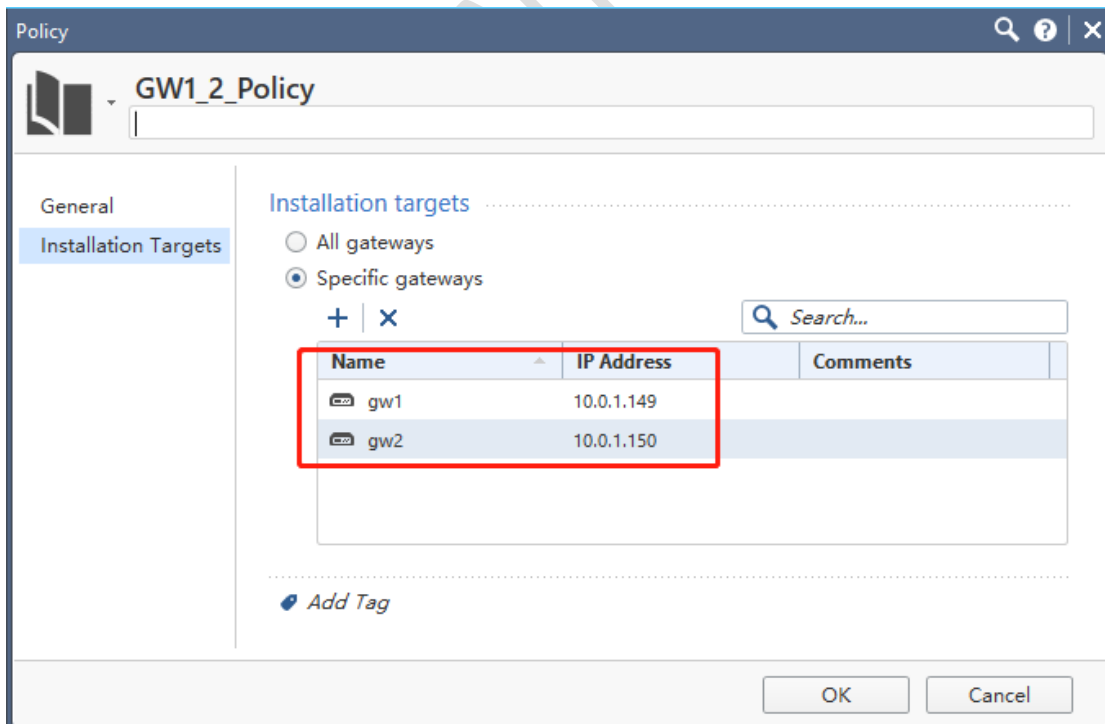 Policy
GW1_2_Policy
General
Installation Targets
Installation targets
All gateways
Specific gateways
Search...
Name IP Address Comments
gw1 10.0.1.149
gw2 10.0.1.150
Add Tag
OK Cancel